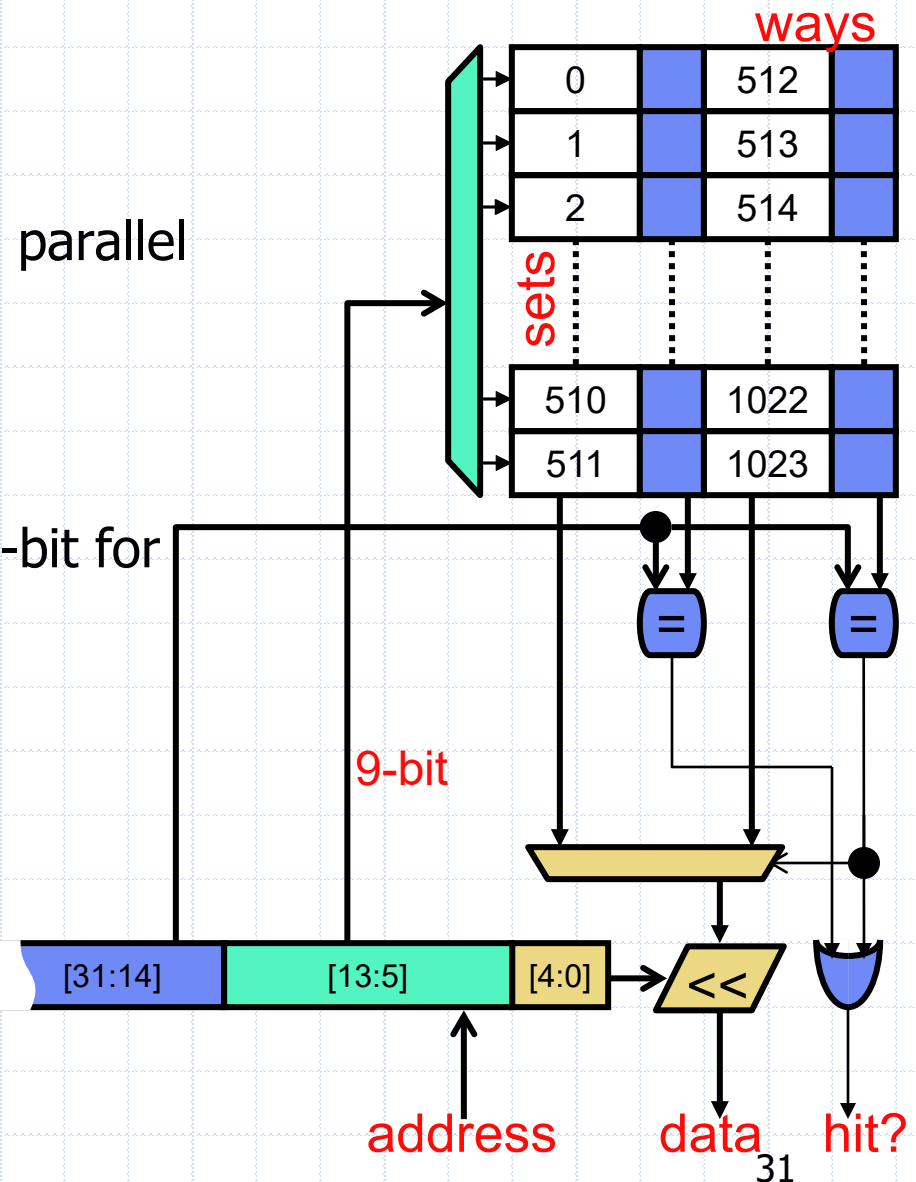 ways
0 512
1 513
2 514
parallel
sets
510 1022
511 1023
-bit for
= =
9-bit
[31:14] [13:5] [4:0] <<
address data hit?
31